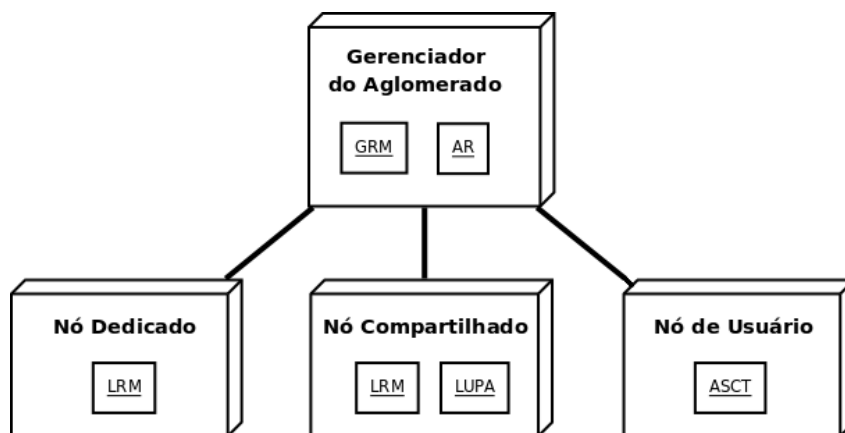 Gerenciador
do Aglomerado
GRM AR
Nó Dedicado
LRM
Nó Compartilhado
LRM LUPA
Nó de Usuário
ASCT